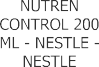 NUTREN
CONTROL 200
ML - NESTLE -
NESTLE